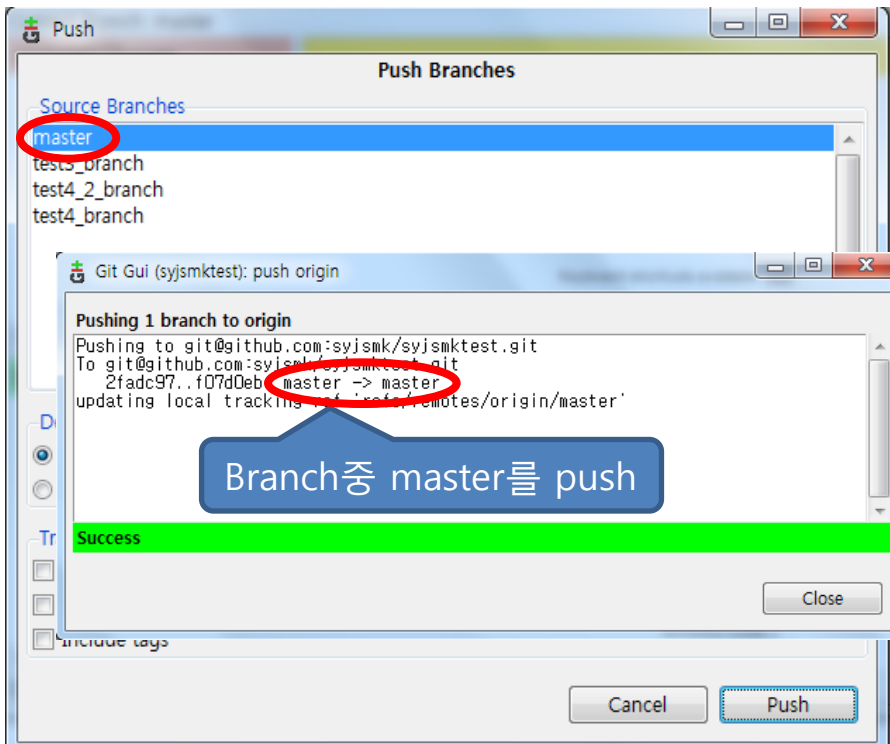 Push
Push Branches
Source Branches
master
test3_branch
test4_2_branch
test4_branch
Git Gui (syjsmktest): push origin
Pushing 1 branch to origin
Pushing to git@github.com:syjsmk/syjsmktest.git
To git@github.com:syjsmk/syjsmktest.git
2fadc97..f07d0eb master -> master
updating local tracking ref 'refs/remotes/origin/master'
Branch중 master를 push
Success
Close
Include tags
Cancel
Push